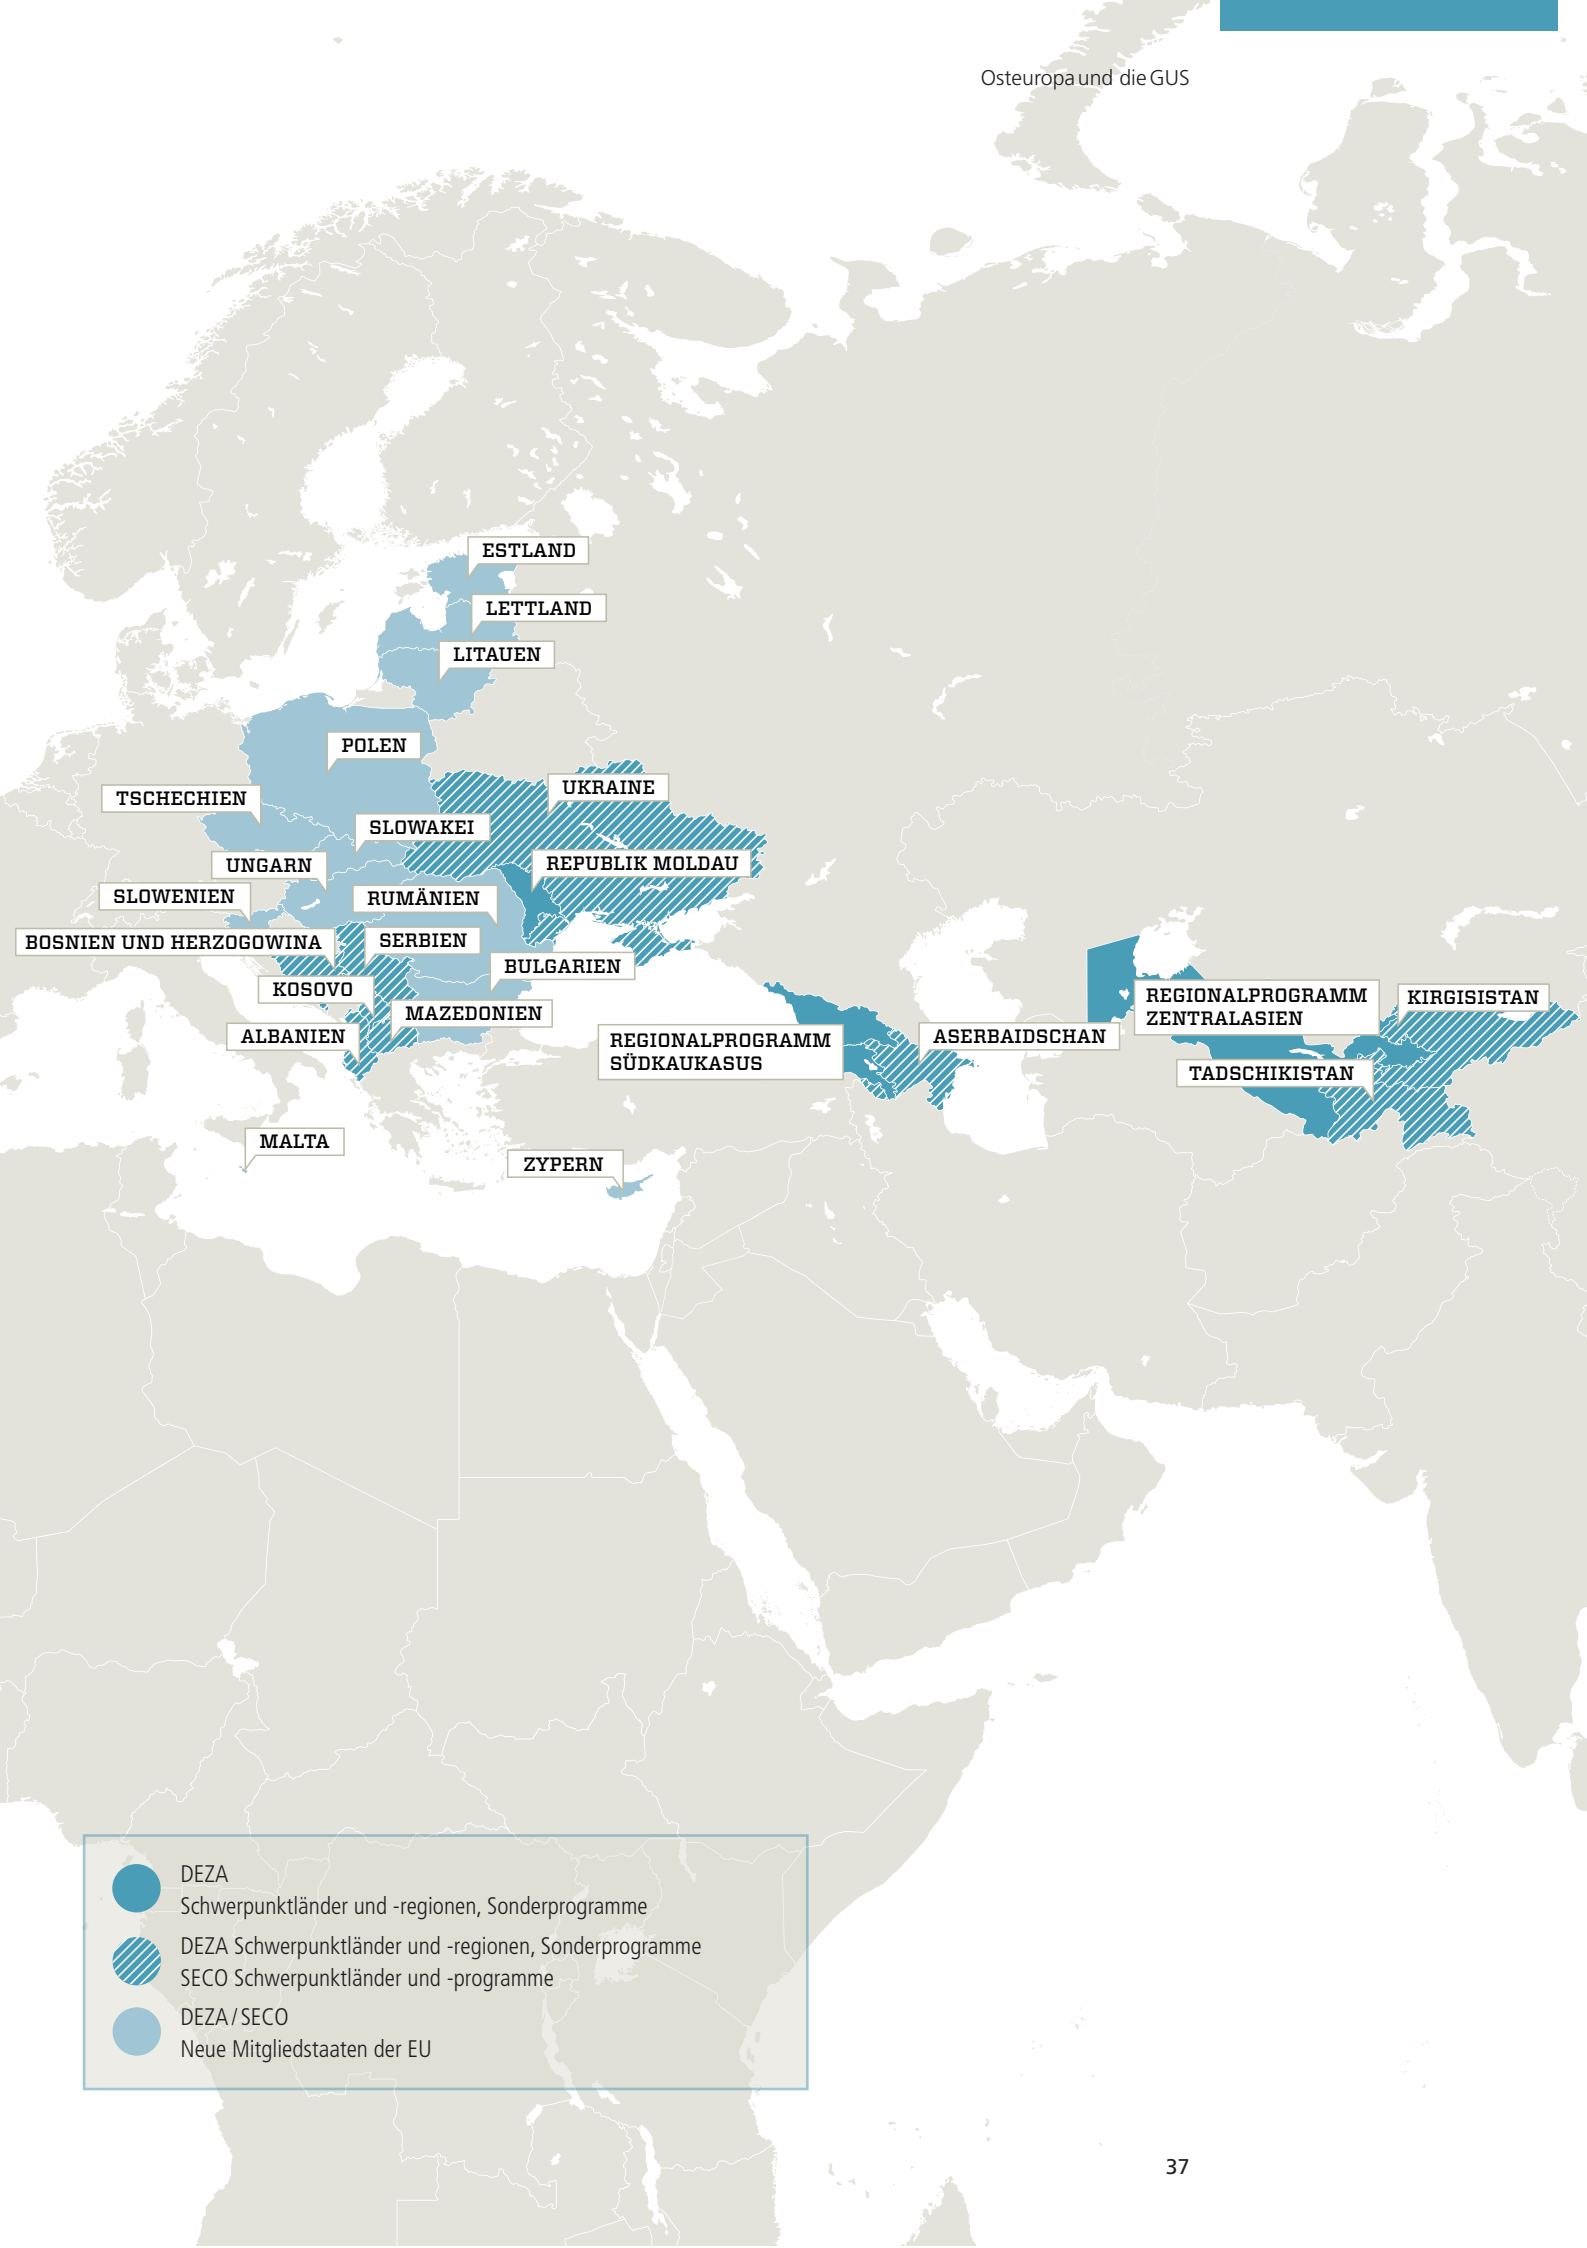 Osteuropa und die GUS
ESTLAND
LETTLAND
LITAUEN
POLEN
UKRAINE
TSCHECHIEN
SLOWAKEI
UNGARN
REPUBLIK MOLDAU
SLOWENIEN
RUMÄNIEN
BOSNIEN UND HERZOGOWINA
SERBIEN
BULGARIEN
KOSOVO
MAZEDONIEN
ALBANIEN
REGIONALPROGRAMM
SÜDKAUKASUS
ASERBAIDSCHAN
REGIONALPROGRAMM
ZENTRALASIEN
KIRGISISTAN
TADSCHIKISTAN
MALTA
ZYPERN
DEZA
Schwerpunktländer und -regionen, Sonderprogramme
DEZA Schwerpunktländer und -regionen, Sonderprogramme
SECO Schwerpunktländer und -programme
DEZA/SECO
Neue Mitgliedstaaten der EU
37